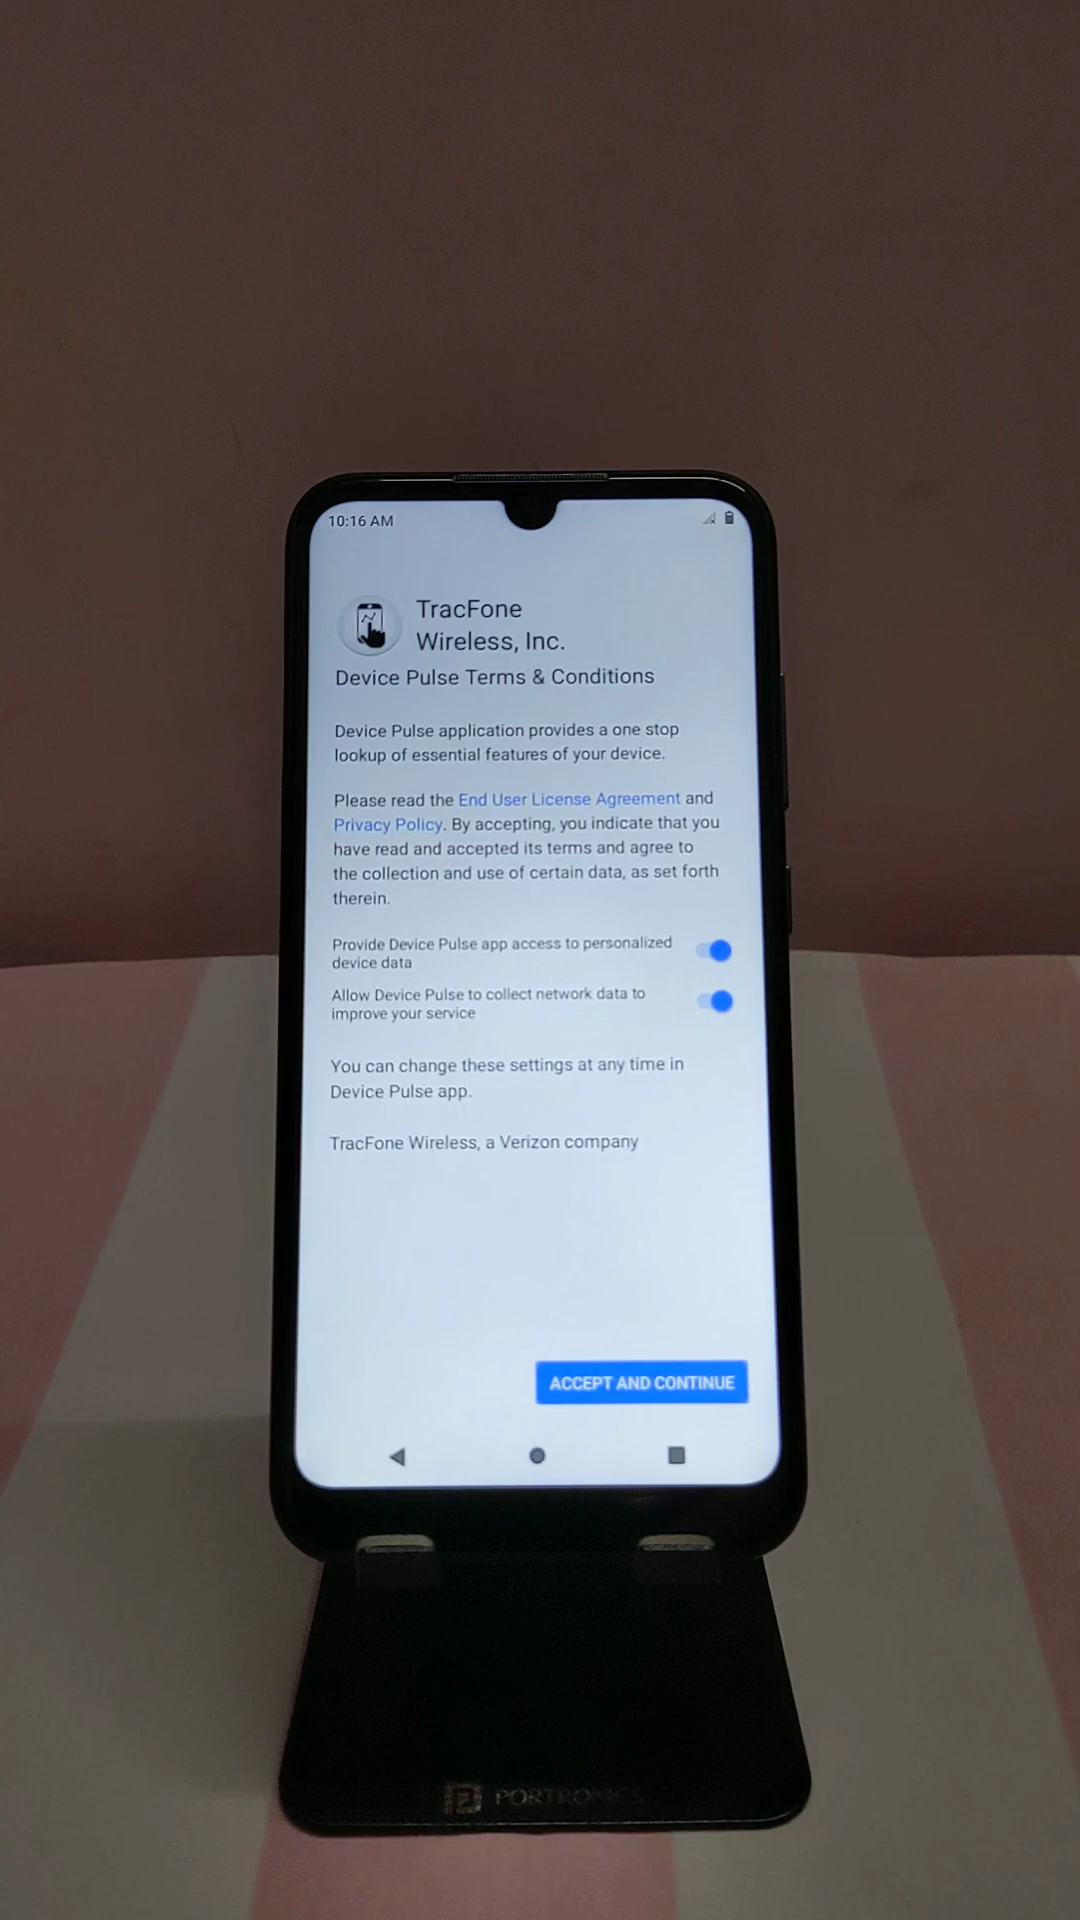 10:16 AM
TracFone
Wireless, Inc.
Device Pulse Terms & Conditions
Device Pulse application provides a one stop
lookup of essential features of your device.
Please read the End User License Agreement and
Privacy Policy. By accepting, you indicate that you
have read and accepted its terms and agree to
the collection and use of certain data, as set forth
therein.
Provide Device Pulse app access to personalized
device data
Allow Device Pulse to collect network data to
improve your service
You can change these settings at any time in
Device Pulse app.
TracFone Wireless, a Verizon company
ACCEPT AND CONTINUE
PORTRONICS